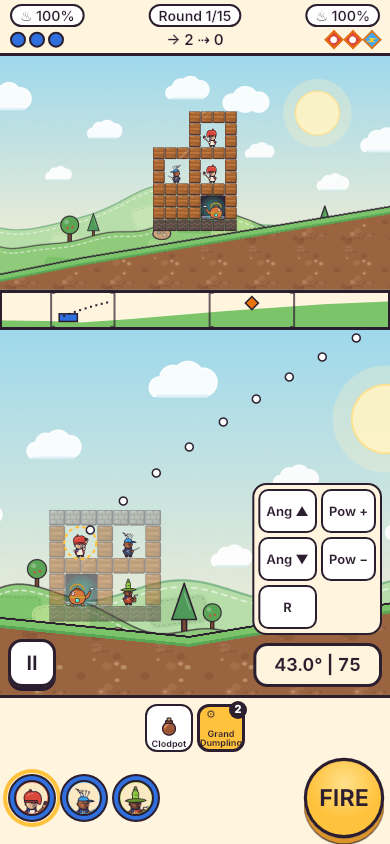 ♨ 100%
Round 1/15
♨ 100%
→ 2 ⇢ 0
Ang ▲
Pow +
Ang ▼
Pow −
R
43.0° | 75
Clodpot
2
Grand
Dumpling
FIRE